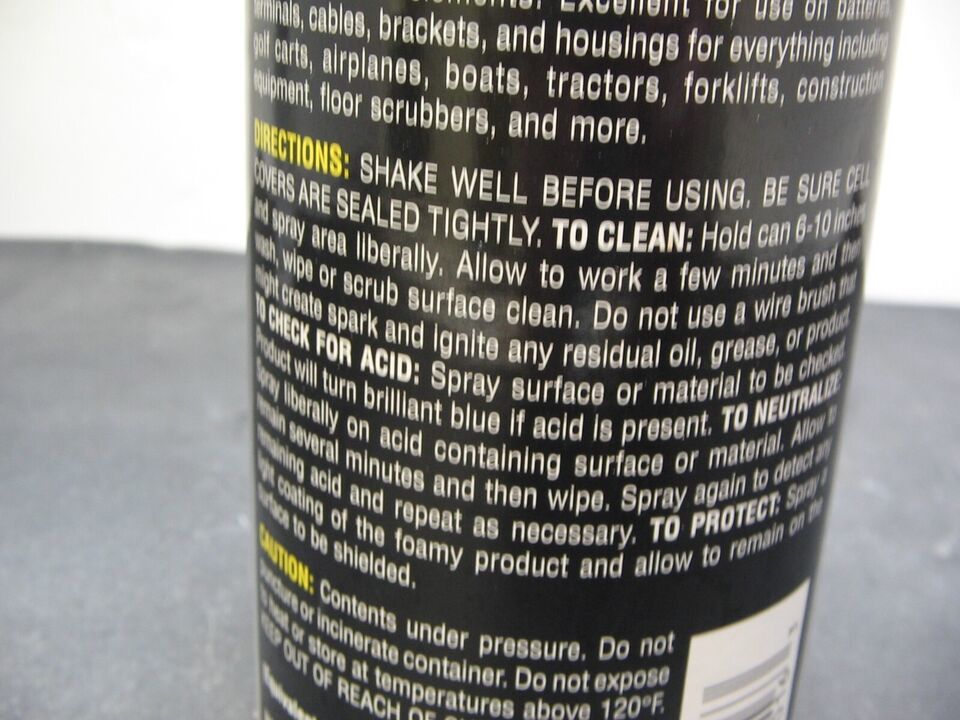 Excellent for use on batteries,
terminals, cables, brackets, and housings for everything including
golf carts, airplanes, boats, tractors, forklifts, construction
equipment, floor scrubbers, and more.
DIRECTIONS: SHAKE WELL BEFORE USING. BE SURE CELL
COVERS ARE SEALED TIGHTLY. TO CLEAN: Hold can 6-10 inches
and spray area liberally. Allow to work a few minutes and then
wash, wipe or scrub surface clean. Do not use a wire brush that
might create spark and ignite any residual oil, grease, or product.
TO CHECK FOR ACID: Spray surface or material to be checked.
Product will turn brilliant blue if acid is present. TO NEUTRALIZE
Spray liberally on acid containing surface or material. Allow to
remain several minutes and then wipe. Spray again to detect any
remaining acid and repeat as necessary. TO PROTECT: Spray a
light coating of the foamy product and allow to remain on the
surface to be shielded.
CAUTION: Contents under pressure. Do not
puncture or incinerate container. Do not expose
to heat or store at temperatures above 120°F.
KEEP OUT OF REACH OF